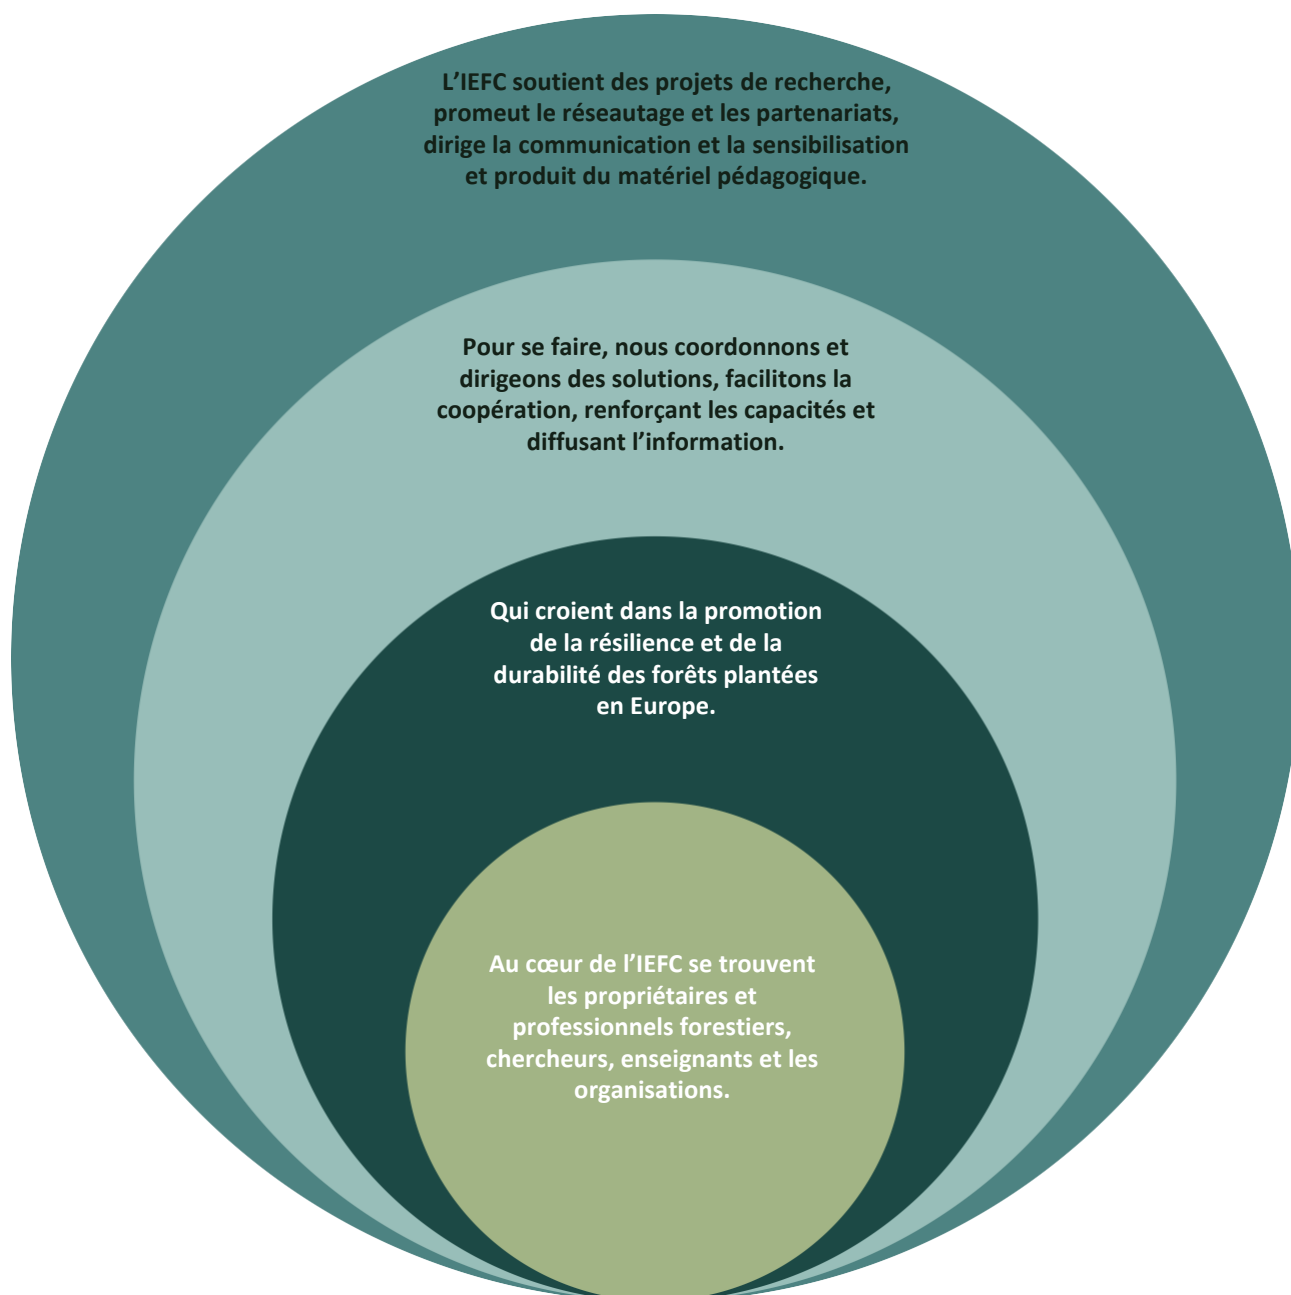 L’IEFC soutient des projets de recherche,
promeut le réseautage et les partenariats,
dirige la communication et la sensibilisation
et produit du matériel pédagogique.
Pour se faire, nous coordonnons et
dirigeons des solutions, facilitons la
coopération, renforçant les capacités et
diffusant l’information.
Qui croient dans la promotion
de la résilience et de la
durabilité des forêts plantées
en Europe.
Au cœur de l’IEFC se trouvent
les propriétaires et
professionnels forestiers,
chercheurs, enseignants et les
organisations.